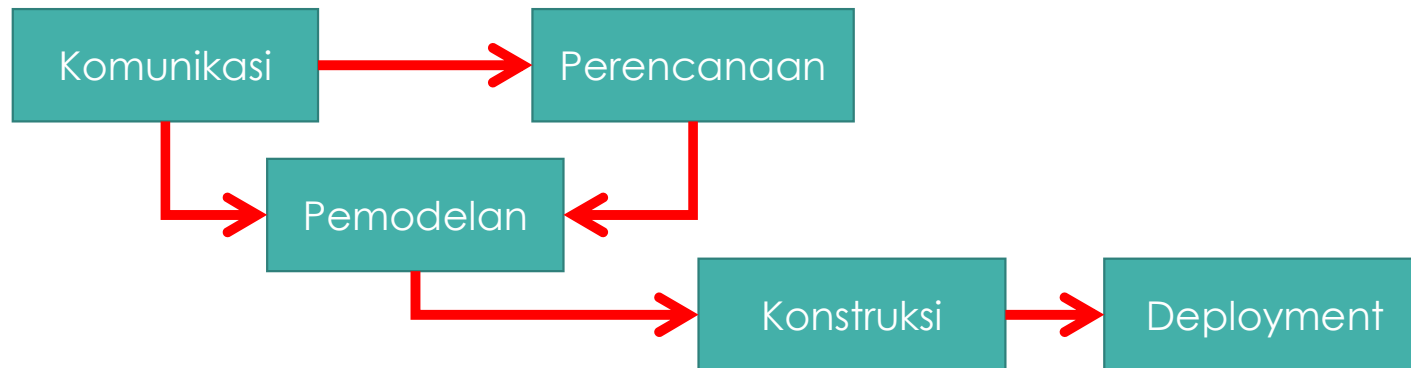 Komunikasi
Perencanaan
Pemodelan
Konstruksi
Deployment